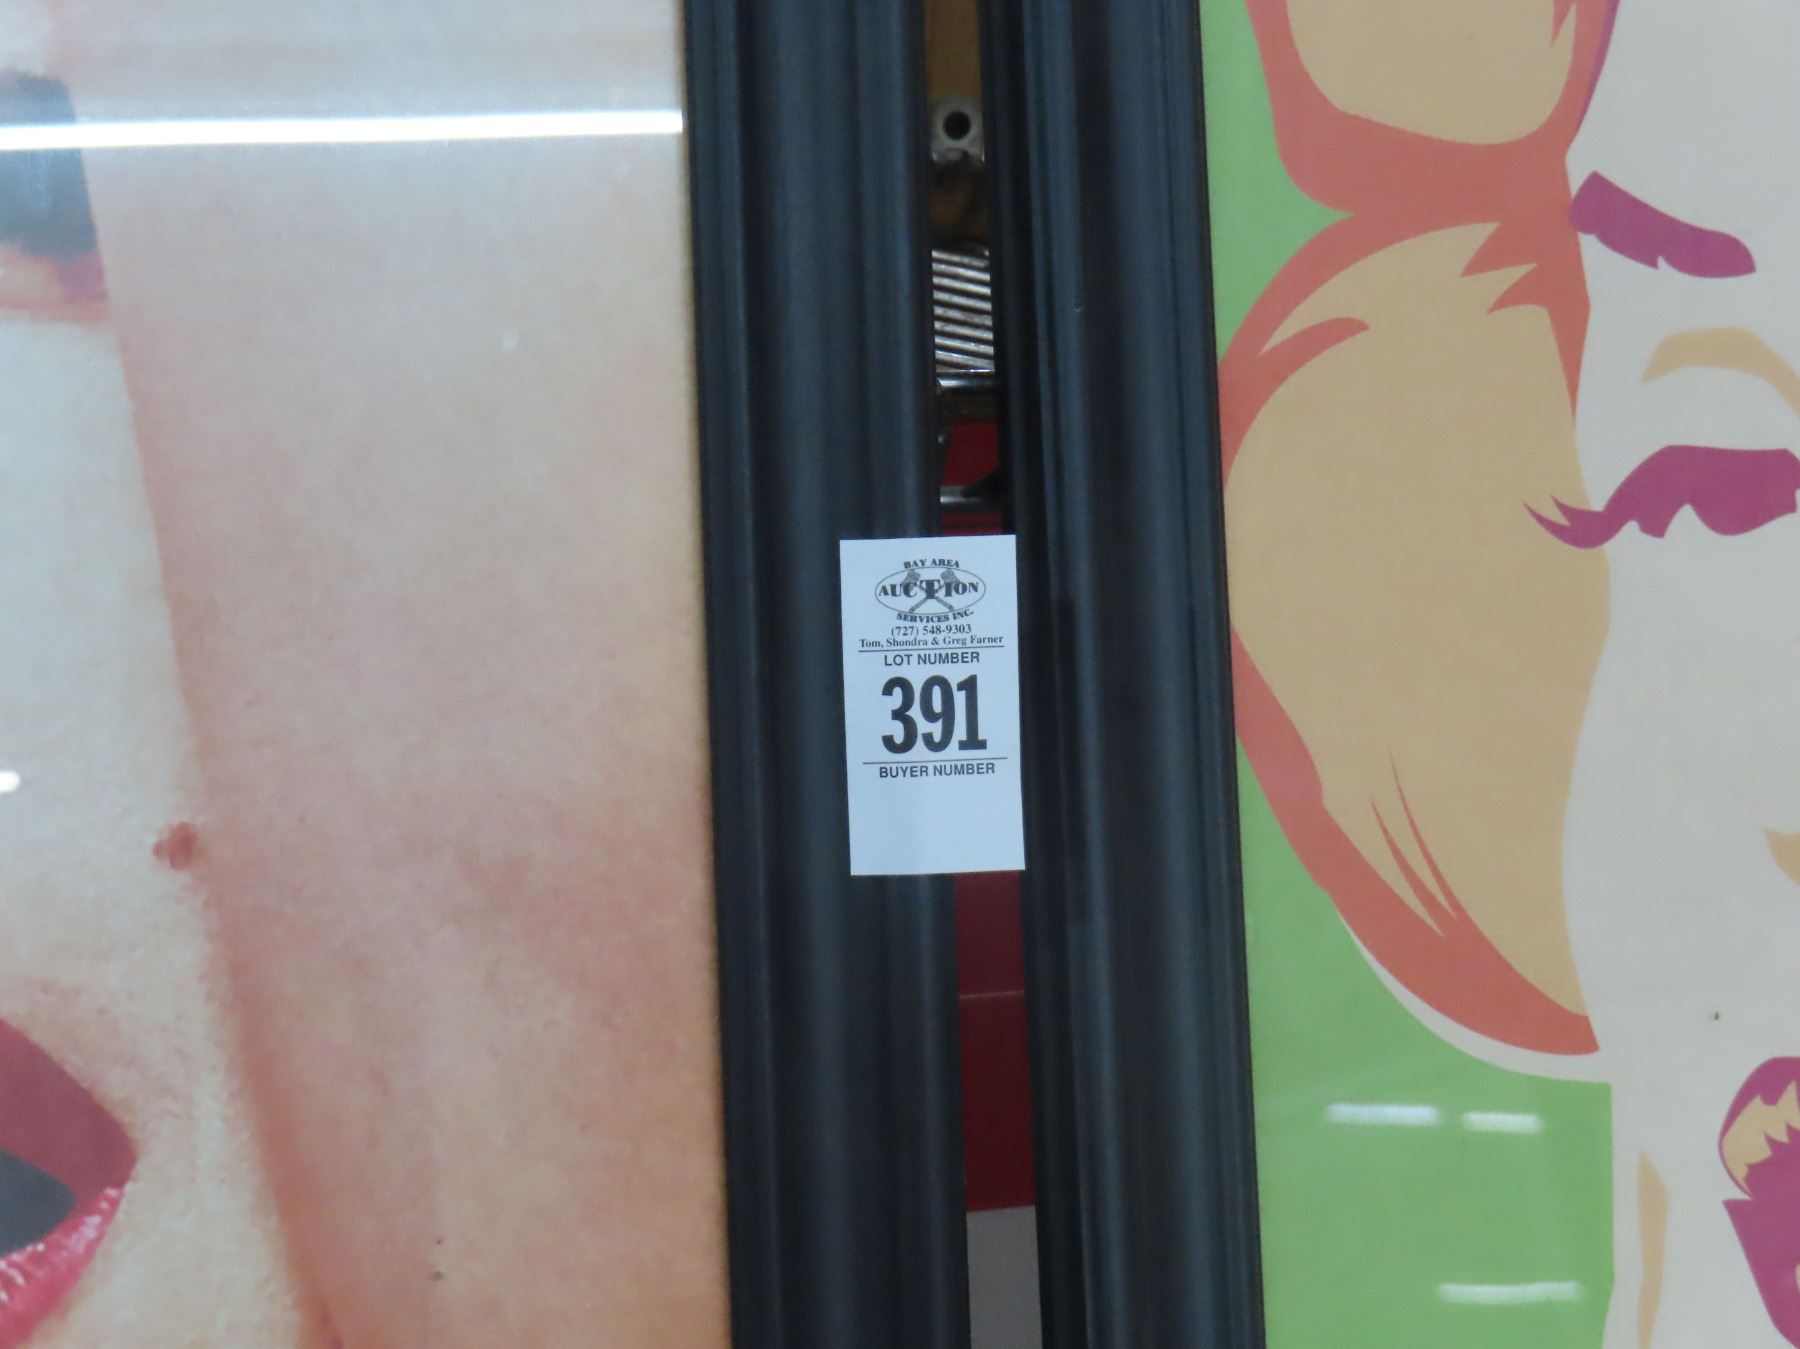 BAY AREA
AUCTION
SERVICES INC.
(727) 548-9303
Tom, Shondra & Greg Farner
LOT NUMBER
391
BUYER NUMBER